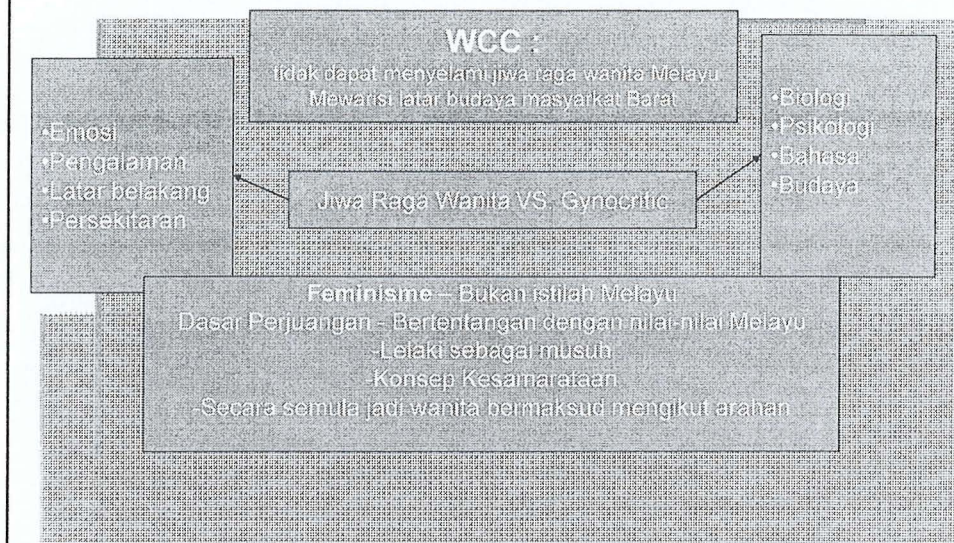 WCC :
tidak dapat menyelami jiwa raga wanita Melayu
Mewarisi latar budaya masyarkat Barat
•Emosi
•Pengalaman
•Latar belakang
•Persekitaran
Jiwa Raga Wanita VS. Gynocritic
•Biologi
•Psikologi
•Bahasa
•Budaya
Feminisme – Bukan istilah Melayu
Dasar Perjuangan – Bertentangan dengan nilai-nilai Melayu
-Lelaki sebagai musuh
-Konsep Kesamarataan
-Secara semula jadi wanita bermaksud mengikut arahan